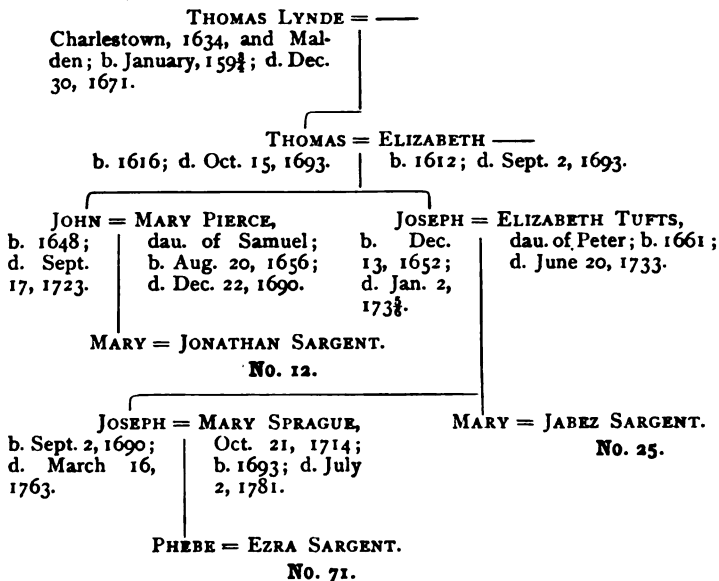 THOMAS LYNDE = —
Charlestown, 1634, and Mal-
den; b. January, 159¾; d. Dec.
30, 1671.
THOMAS = ELIZABETH —
b. 1616; d. Oct. 15, 1693.
b. 1612; d. Sept. 2, 1693.
JOHN = MARY PIERCE,
b. 1648;
d. Sept.
17, 1723.
dau. of Samuel;
b. Aug. 20, 1656;
d. Dec. 22, 1690.
JOSEPH = ELIZABETH TUFTS,
b. Dec.
13, 1652;
d. Jan. 2,
173⅚.
dau. of Peter; b. 1661;
d. June 20, 1733.
MARY = JONATHAN SARGENT.
No. 12.
JOSEPH = MARY SPRAGUE,
b. Sept. 2, 1690;
d. March 16,
1763.
Oct. 21, 1714;
b. 1693; d. July
2, 1781.
MARY = JABEZ SARGENT.
No. 25.
PHEBE = EZRA SARGENT.
No. 71.